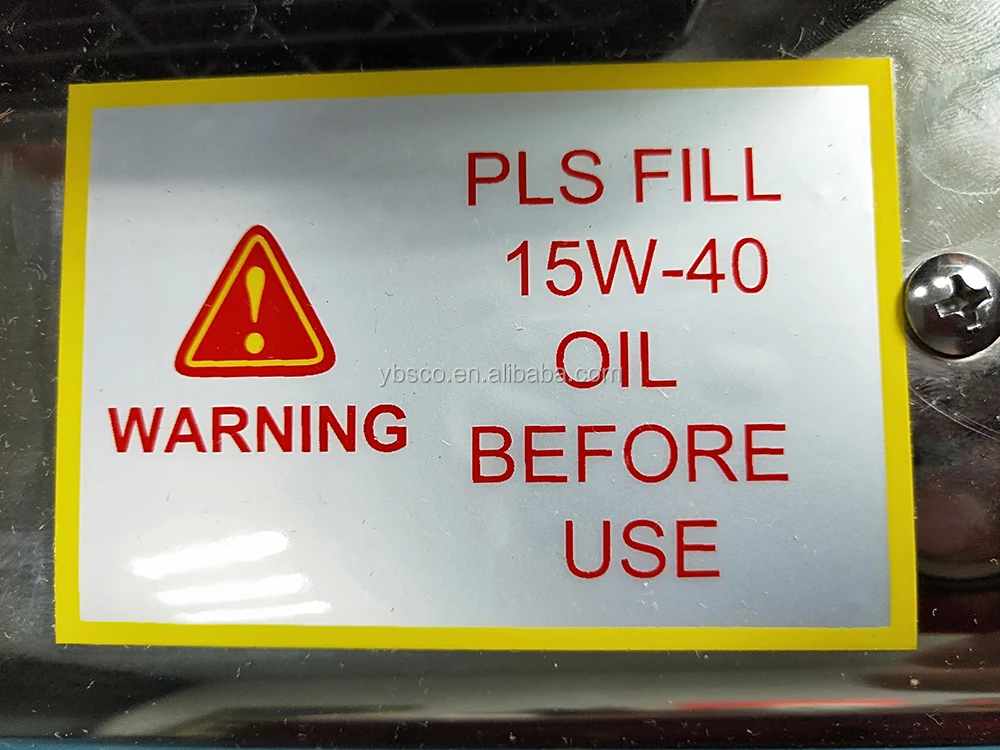 WARNING
PLS FILL
15W-40
OIL
BEFORE
USE
ybsco.en.alibaba.com